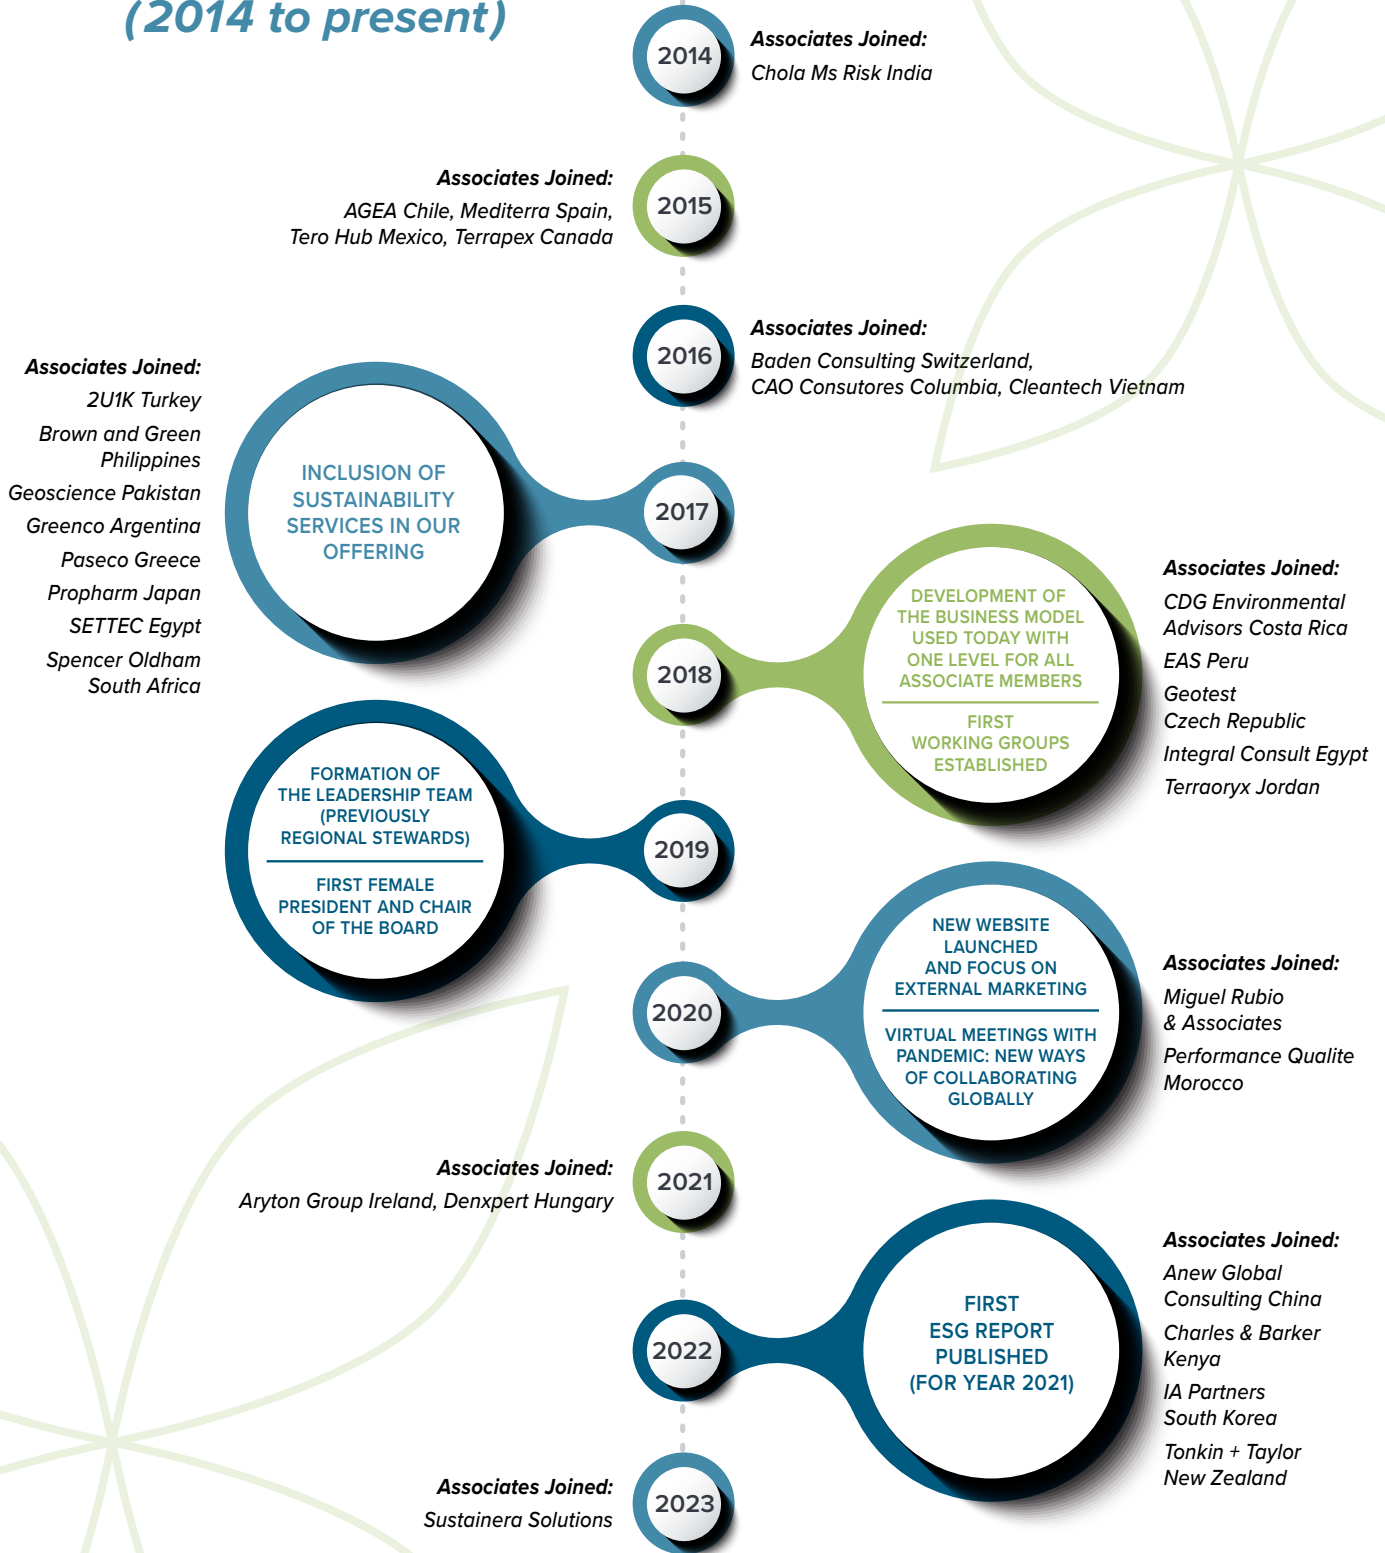 (2014 to present)
2014
Associates Joined:
Chola Ms Risk India
Associates Joined:
AGEA Chile, Mediterra Spain,
Tero Hub Mexico, Terrapex Canada
2015
2016
Associates Joined:
Baden Consulting Switzerland,
CAO Consutores Columbia, Cleantech Vietnam
Associates Joined:
2U1K Turkey
Brown and Green
Philippines
Geoscience Pakistan
Greenco Argentina
Paseco Greece
Propharm Japan
SETTEC Egypt
Spencer Oldham
South Africa
INCLUSION OF
SUSTAINABILITY
SERVICES IN OUR
OFFERING
2017
2018
DEVELOPMENT OF
THE BUSINESS MODEL
USED TODAY WITH
ONE LEVEL FOR ALL
ASSOCIATE MEMBERS
FIRST
WORKING GROUPS
ESTABLISHED
Associates Joined:
CDG Environmental
Advisors Costa Rica
EAS Peru
Geotest
Czech Republic
Integral Consult Egypt
Terraoryx Jordan
FORMATION OF
THE LEADERSHIP TEAM
(PREVIOUSLY
REGIONAL STEWARDS)
FIRST FEMALE
PRESIDENT AND CHAIR
OF THE BOARD
2019
2020
NEW WEBSITE
LAUNCHED
AND FOCUS ON
EXTERNAL MARKETING
VIRTUAL MEETINGS WITH
PANDEMIC: NEW WAYS
OF COLLABORATING
GLOBALLY
Associates Joined:
Miguel Rubio
& Associates
Performance Qualite
Morocco
Associates Joined:
Aryton Group Ireland, Denxpert Hungary
2021
2022
FIRST
ESG REPORT
PUBLISHED
(FOR YEAR 2021)
Associates Joined:
Anew Global
Consulting China
Charles & Barker
Kenya
IA Partners
South Korea
Tonkin + Taylor
New Zealand
Associates Joined:
Sustainera Solutions
2023